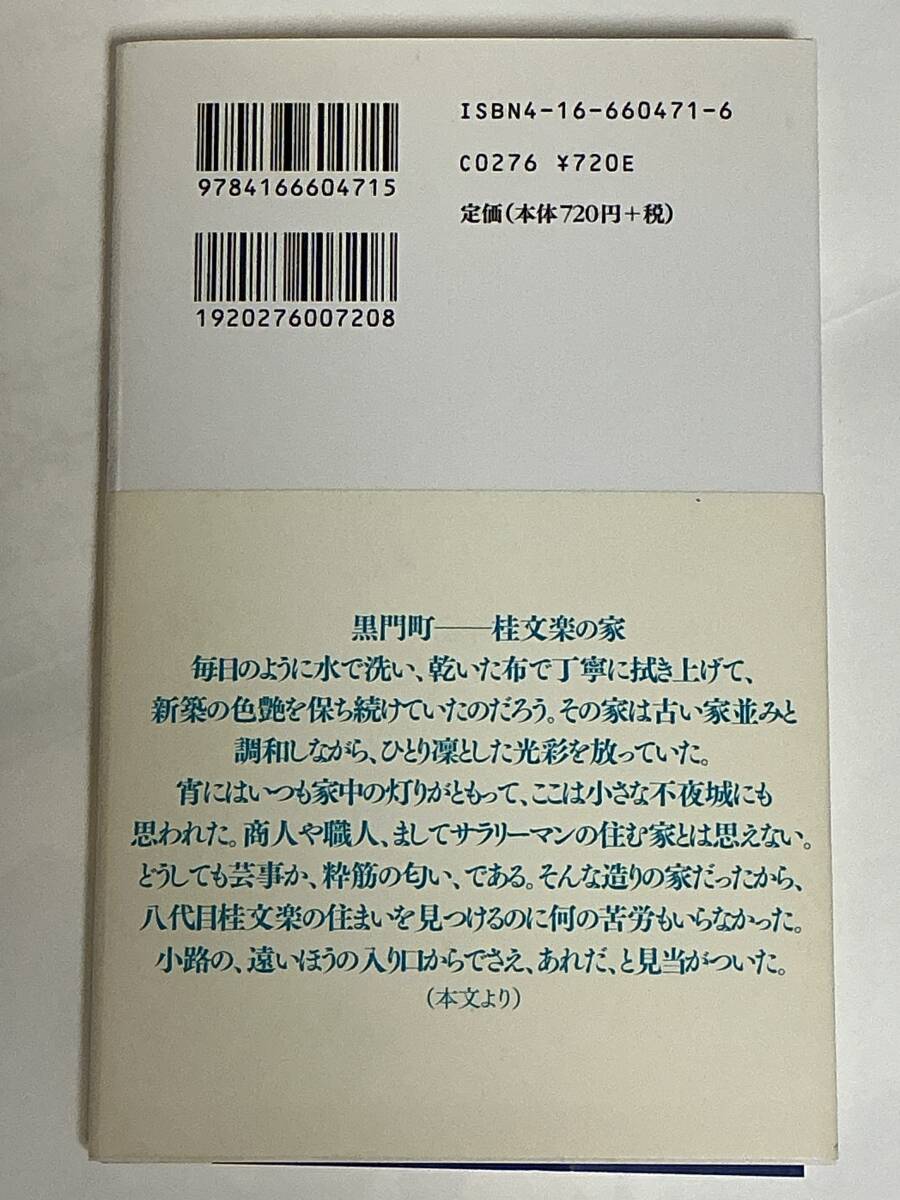 ISBN4-16-660471-6
C0276 ¥720E
定価(本体720円+税)
9784166604715
1920276007208
黒門町――桂文楽の家
毎日のように水で洗い、乾いた布で丁寧に拭き上げて、
新築の色艶を保ち続けていたのだろう。その家は古い家並みと
調和しながら、ひとり凜とした光彩を放っていた。
宵にはいつも家中の灯りがともって、ここは小さな不夜城にも
思われた。商人や職人、ましてサラリーマンの住む家とは思えない。
どうしても芸事か、粋筋の匂い、である。そんな造りの家だったから、
八代目桂文楽の住まいを見つけるのに何の苦労もいらなかった。
小路の、遠いほうの入り口からでさえ、あれだ、と見当がついた。
(本文より)